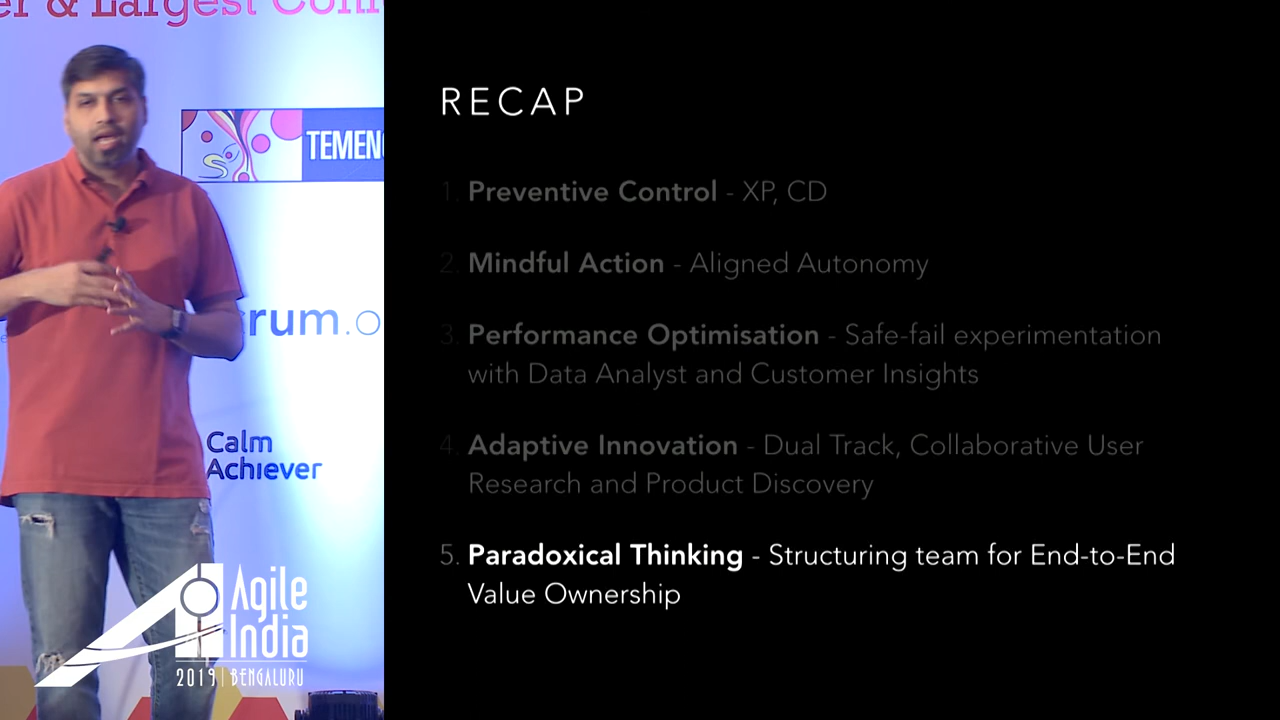 er & Largest Con
TEMEN
rum.o
Calm
Achiever
Agile
India
2019 | BENGALURU
RECAP
1. Preventive Control - XP, CD
2. Mindful Action - Aligned Autonomy
3. Performance Optimisation - Safe-fail experimentation
with Data Analyst and Customer Insights
4. Adaptive Innovation - Dual Track, Collaborative User
Research and Product Discovery
5. Paradoxical Thinking - Structuring team for End-to-End
Value Ownership